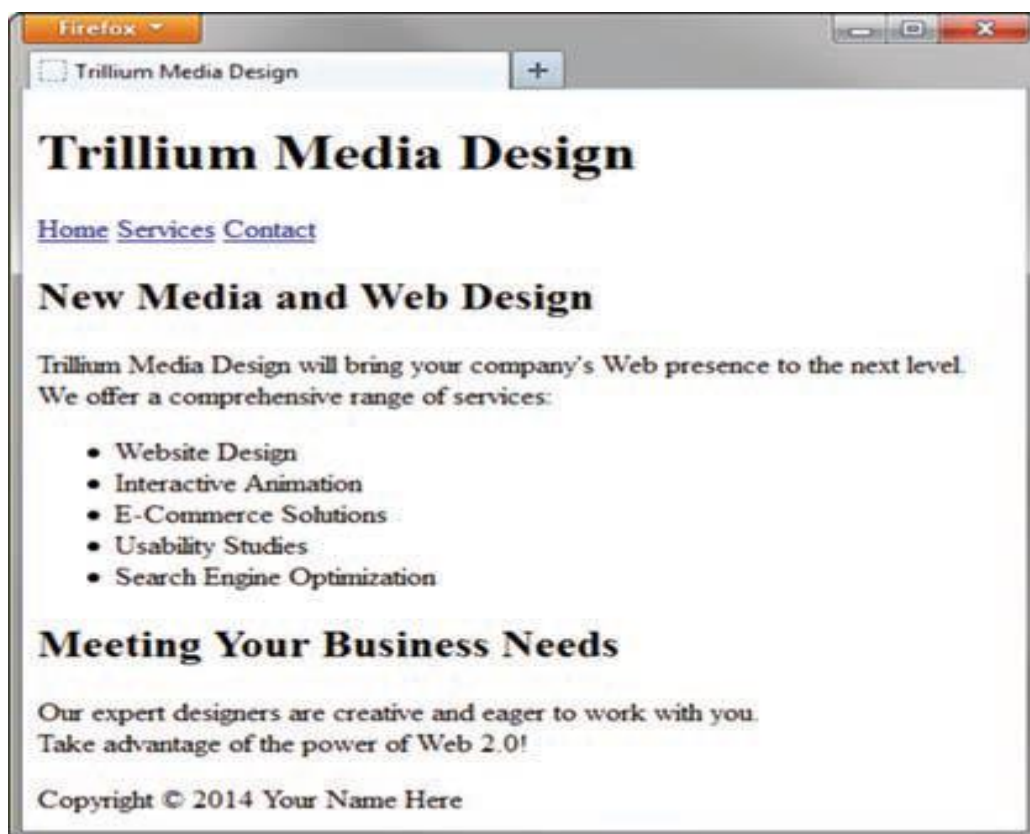 Firefox
Trillium Media Design
Trillium Media Design
Home Services Contact
New Media and Web Design
Trillium Media Design will bring your company's Web presence to the next level.
We offer a comprehensive range of services:
• Website Design
• Interactive Animation
• E-Commerce Solutions
• Usability Studies
• Search Engine Optimization
Meeting Your Business Needs
Our expert designers are creative and eager to work with you.
Take advantage of the power of Web 2.0!
Copyright © 2014 Your Name Here